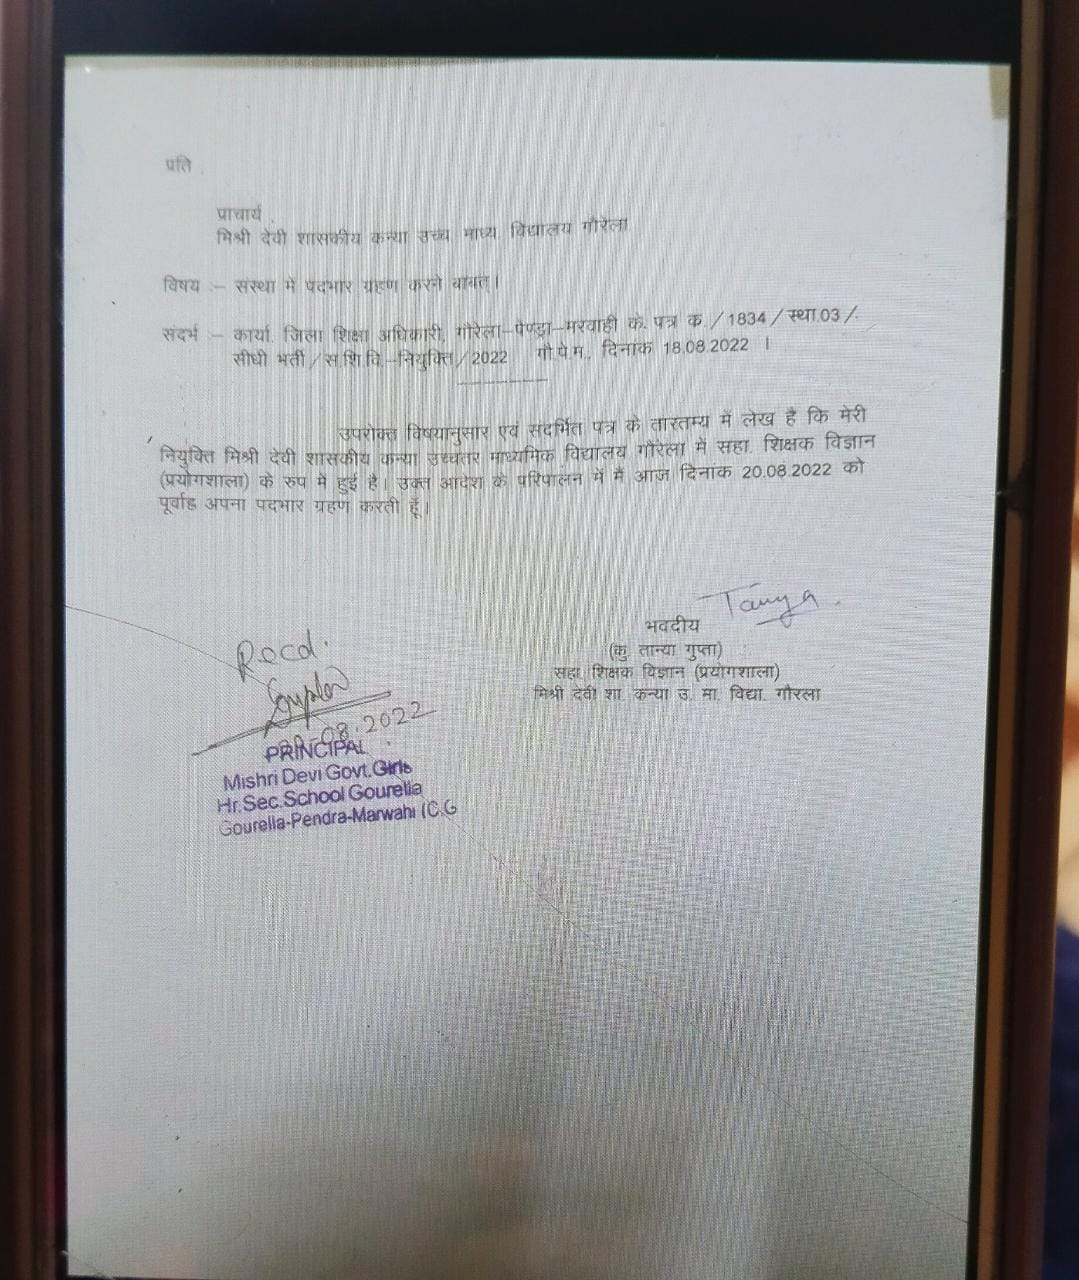 प्रति
प्राचार्य
मिश्री देवी शासकीय कन्या उच्च माध्य. विद्यालय गौरेला
विषय :– संस्था में पदभार ग्रहण करने बाबत्।
संदर्भ :– कार्या. जिला शिक्षा अधिकारी, गौरेला–पेण्ड्रा–मरवाही के. पत्र क. / 1834 / स्था.03 /
सीधी भर्ती / स.शि.वि.–नियुक्ति / 2022 गौ.पे.म., दिनाक 18.08.2022 ।
उपरोक्त विषयानुसार एवं संदर्भित पत्र के तारतम्य में लेख है कि मेरी
नियुक्ति मिश्री देवी शासकीय कन्या उच्चतर माध्यमिक विद्यालय गौरेला में सहा. शिक्षक विज्ञान
(प्रयोगशाला) के रुप मे हुई है। उक्त आदेश के परिपालन में मैं आज दिनाक 20.08.2022 को
पूर्वाह अपना पदभार ग्रहण करती हूँ।
Tanya
भवदीय
(कु. तान्या गुप्ता)
सहा. शिक्षक विज्ञान (प्रयोगशाला)
मिश्री देवी शा. कन्या उ. मा. विद्या. गौरला
Recd.
Gupta
08.2022
PRINCIPAL
Mishri Devi Govt.Girls
Hr.Sec.School Gourella
Gourella-Pendra-Marwahi (C.G